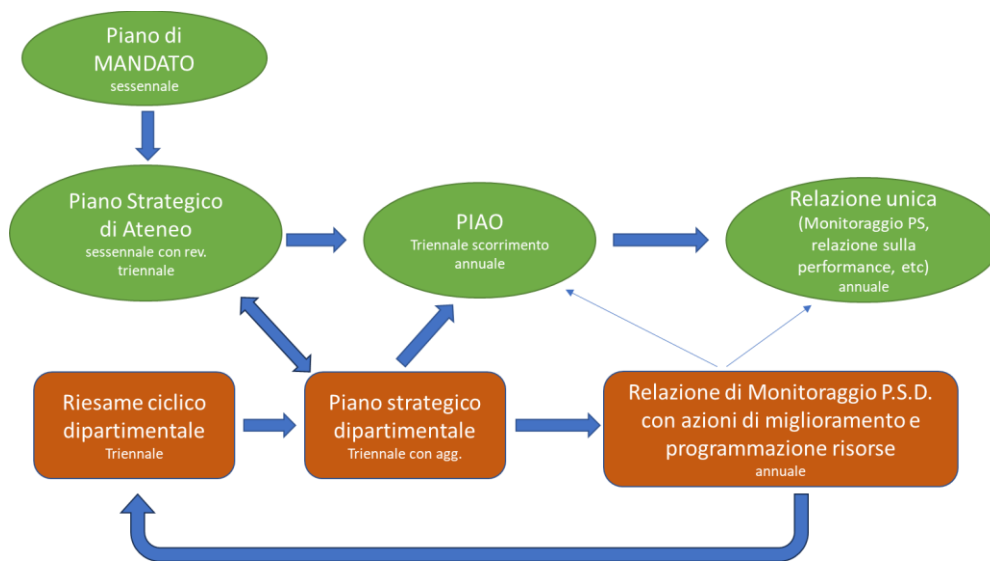 Piano di
MANDATO
sessennale
Piano Strategico
di Ateneo
sessennale con rev.
triennale
PIAO
Triennale scorrimento
annuale
Relazione unica
(Monitoraggio PS,
relazione sulla
performance, etc)
annuale
Riesame ciclico
dipartimentale
Triennale
Piano strategico
dipartimentale
Triennale con agg.
Relazione di Monitoraggio P.S.D.
con azioni di miglioramento e
programmazione risorse
annuale